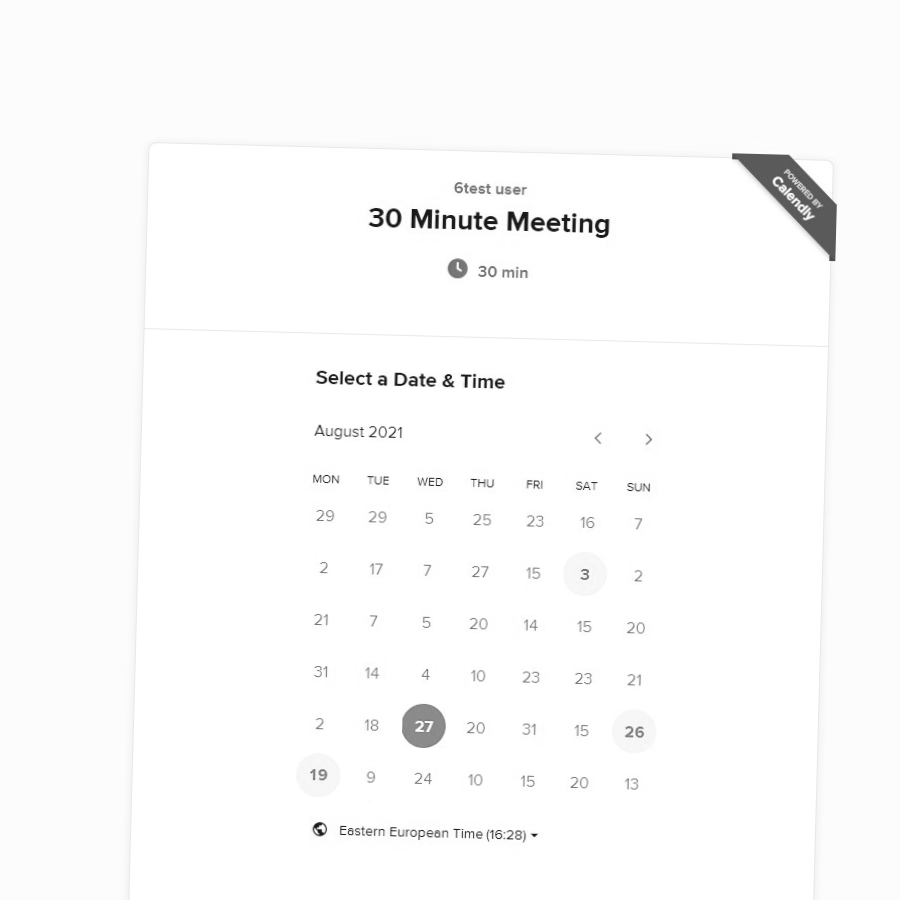 POWERED BY
Calendly
6test user
30 Minute Meeting
30 min
Select a Date & Time
August 2021
MON TUE WED THU FRI SAT SUN
29 29 5 25 23 16 7
2 17 7 27 15 3 2
21 7 5 20 14 15 20
31 14 4 10 23 23 21
2 18 27 20 31 15 26
19 9 24 10 15 20 13
Eastern European Time (16:28)